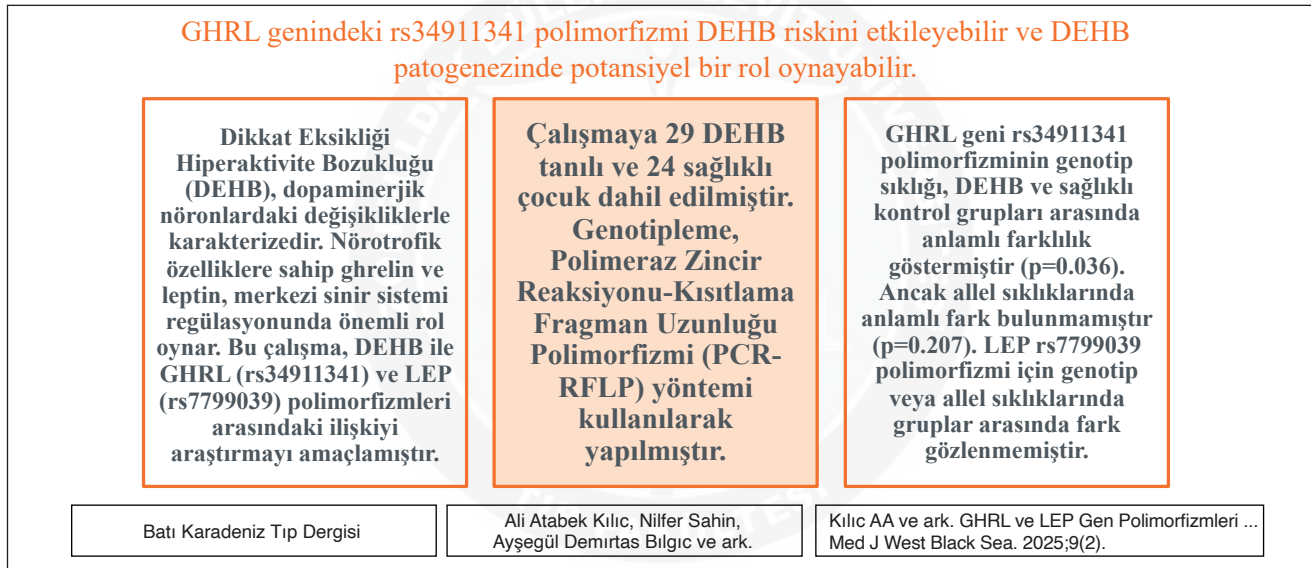 GHRL genindeki rs34911341 polimorfizmi DEHB riskini etkileyebilir ve DEHB
patogenezinde potansiyel bir rol oynayabilir.
Dikkat Eksikliği
Hiperaktivite Bozukluğu
(DEHB), dopaminerjik
nöronlardaki değişikliklerle
karakterizedir. Nörotrofik
özelliklere sahip ghrelin ve
leptin, merkezi sinir sistemi
regülasyonunda önemli rol
oynar. Bu çalışma, DEHB ile
GHRL (rs34911341) ve LEP
(rs7799039) polimorfizmleri
arasındaki ilişkiyi
araştırmayı amaçlamıştır.
Çalışmaya 29 DEHB
tanılı ve 24 sağlıklı
çocuk dahil edilmiştir.
Genotipleme,
Polimeraz Zincir
Reaksiyonu-Kısıtlama
Fragman Uzunluğu
Polimorfizmi (PCR-
RFLP) yöntemi
kullanılarak
yapılmıştır.
GHRL geni rs34911341
polimorfizminin genotip
sıklığı, DEHB ve sağlıklı
kontrol grupları arasında
anlamlı farklılık
göstermiştir (p=0.036).
Ancak allel sıklıklarında
anlamlı fark bulunmamıştır
(p=0.207). LEP rs7799039
polimorfizmi için genotip
veya allel sıklıklarında
gruplar arasında fark
gözlenmemiştir.
Batı Karadeniz Tıp Dergisi
Ali Atabek Kılıc, Nilfer Sahin,
Ayşegül Demırtas Bılgıc ve ark.
Kılıc AA ve ark. GHRL ve LEP Gen Polimorfizmleri ...
Med J West Black Sea. 2025;9(2).